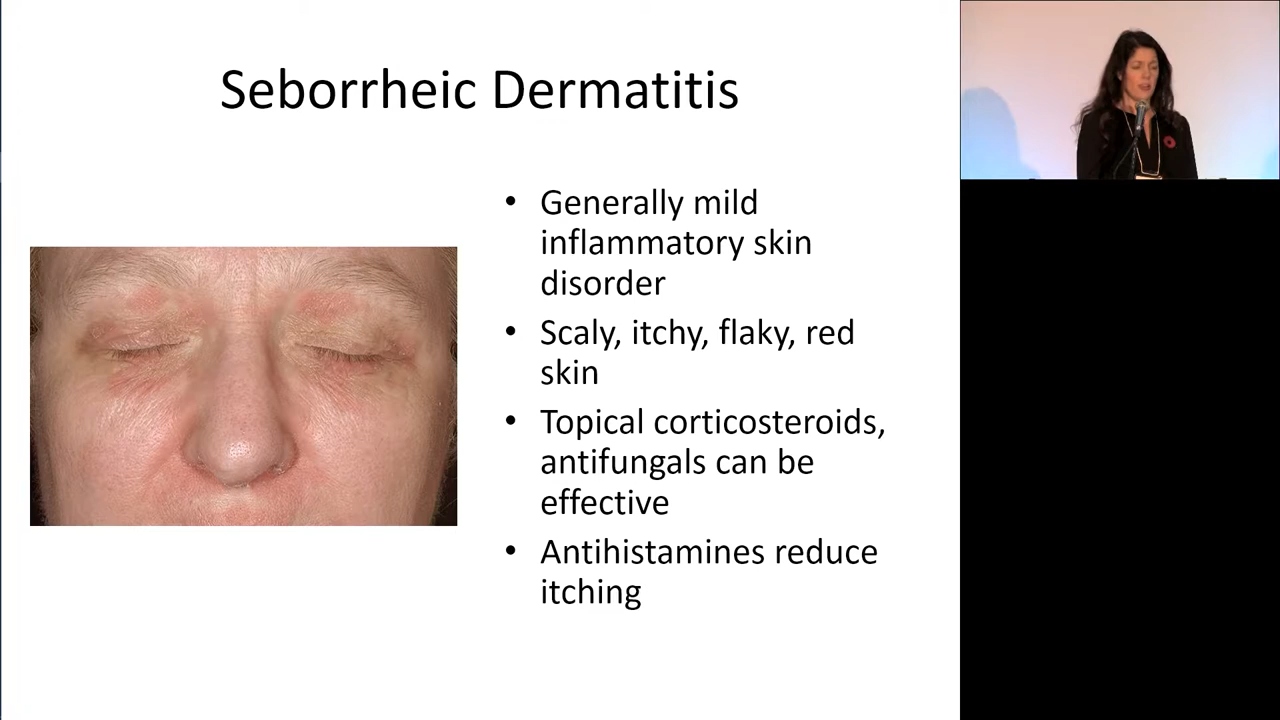 Seborrheic Dermatitis
• Generally mild
inflammatory skin
disorder
• Scaly, itchy, flaky, red
skin
• Topical corticosteroids,
antifungals can be
effective
• Antihistamines reduce
itching